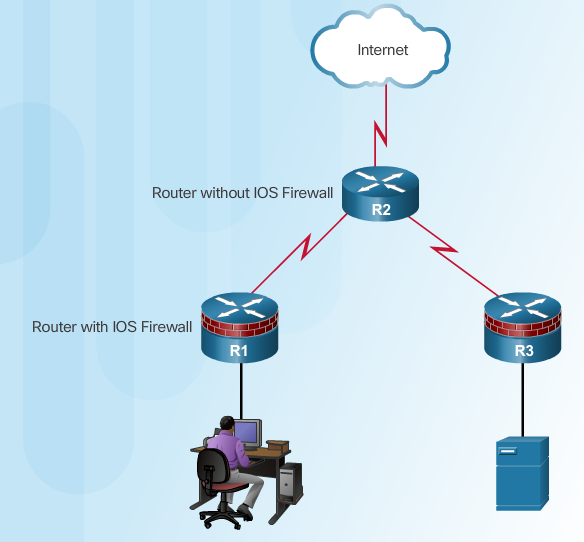 Internet
Router without IOS Firewall
R2
Router with IOS Firewall
R1
R3